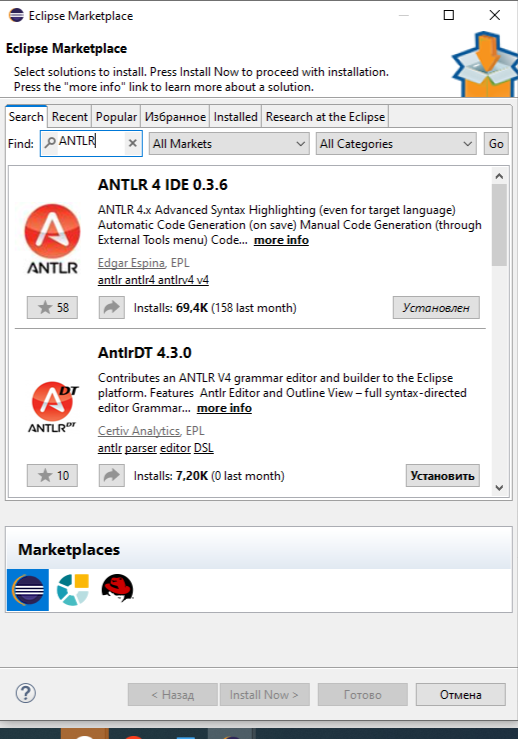 Eclipse Marketplace
Eclipse Marketplace
Select solutions to install. Press Install Now to proceed with installation.
Press the "more info" link to learn more about a solution.
Search Recent Popular Избранное Installed Research at the Eclipse
Find: ANTLR All Markets All Categories Go
ANTLR 4 IDE 0.3.6
ANTLR 4.x Advanced Syntax Highlighting (even for target language)
Automatic Code Generation (on save) Manual Code Generation (through
External Tools menu) Code... more info
ANTLR
Edgar Espina, EPL
antlr antlr4 antlrv4 v4
58 Installs: 69,4K (158 last month) Установлен
AntlrDT 4.3.0
Contributes an ANTLR V4 grammar editor and builder to the Eclipse
platform. Features Antlr Editor and Outline View – full syntax-directed
editor Grammar... more info
DT
ANTLR DT
Certiv Analytics, EPL
antlr parser editor DSL
10 Installs: 7,20K (0 last month) Установить
Marketplaces
? < Назад Install Now > Готово Отмена